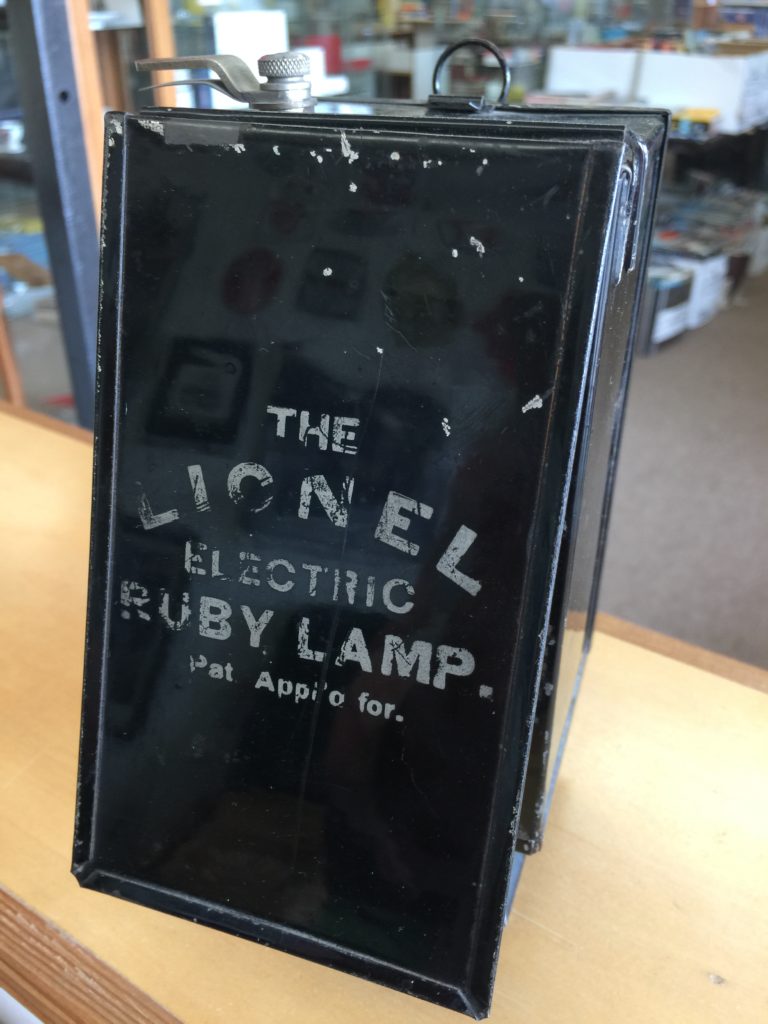 THE
LIONEL
ELECTRIC
RUBY LAMP.
Pat Appl'd for.